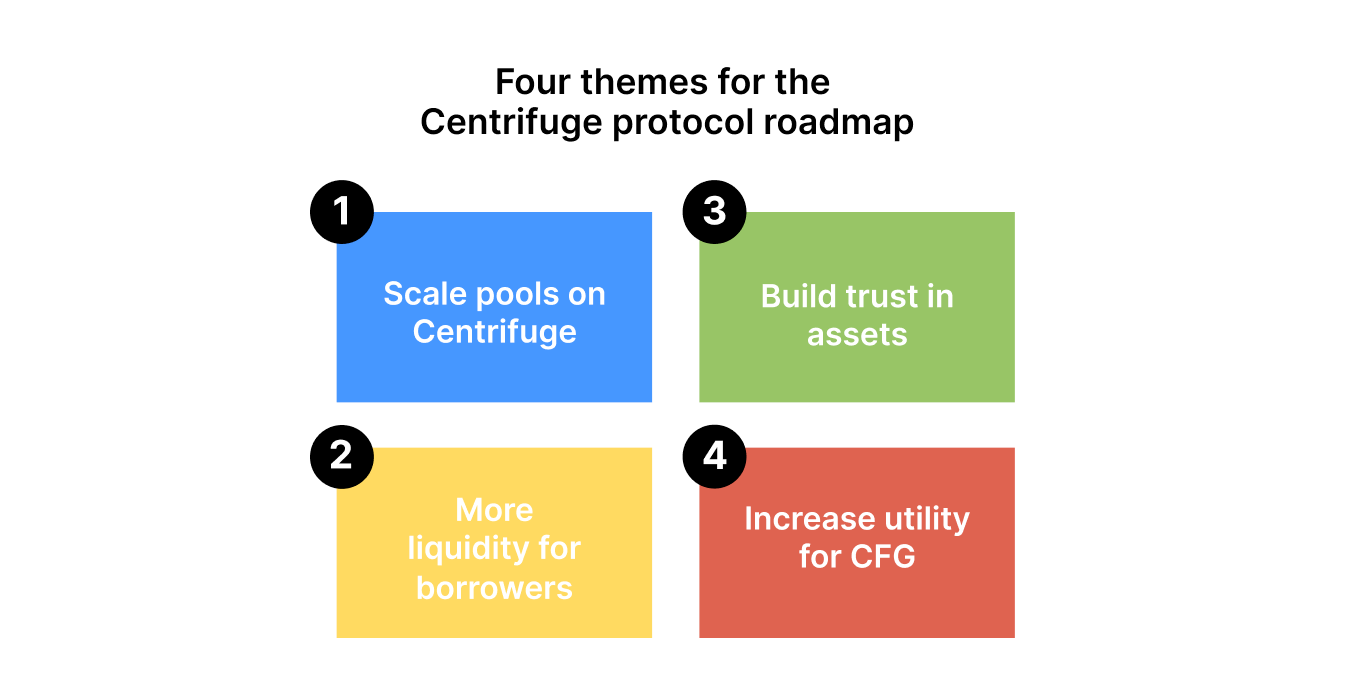 Four themes for the
Centrifuge protocol roadmap
1
Scale pools on
Centrifuge
2
More
liquidity for
borrowers
3
Build trust in
assets
4
Increase utility
for CFG